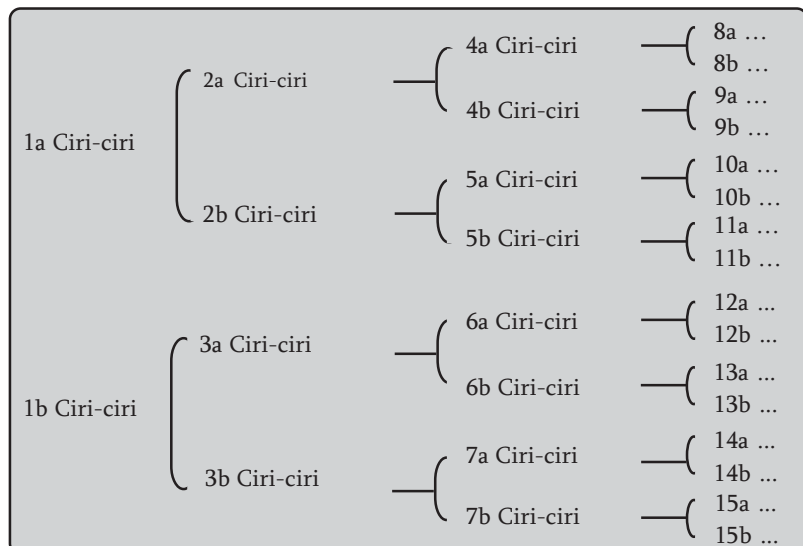 8a …
4a Ciri-ciri
8b …
2a Ciri-ciri
9a …
4b Ciri-ciri
9b …
1a Ciri-ciri
10a …
5a Ciri-ciri
10b …
2b Ciri-ciri
11a …
5b Ciri-ciri
11b …
12a ...
6a Ciri-ciri
12b ...
3a Ciri-ciri
13a ...
6b Ciri-ciri
13b ...
1b Ciri-ciri
14a ...
7a Ciri-ciri
14b ...
3b Ciri-ciri
15a ...
7b Ciri-ciri
15b ...